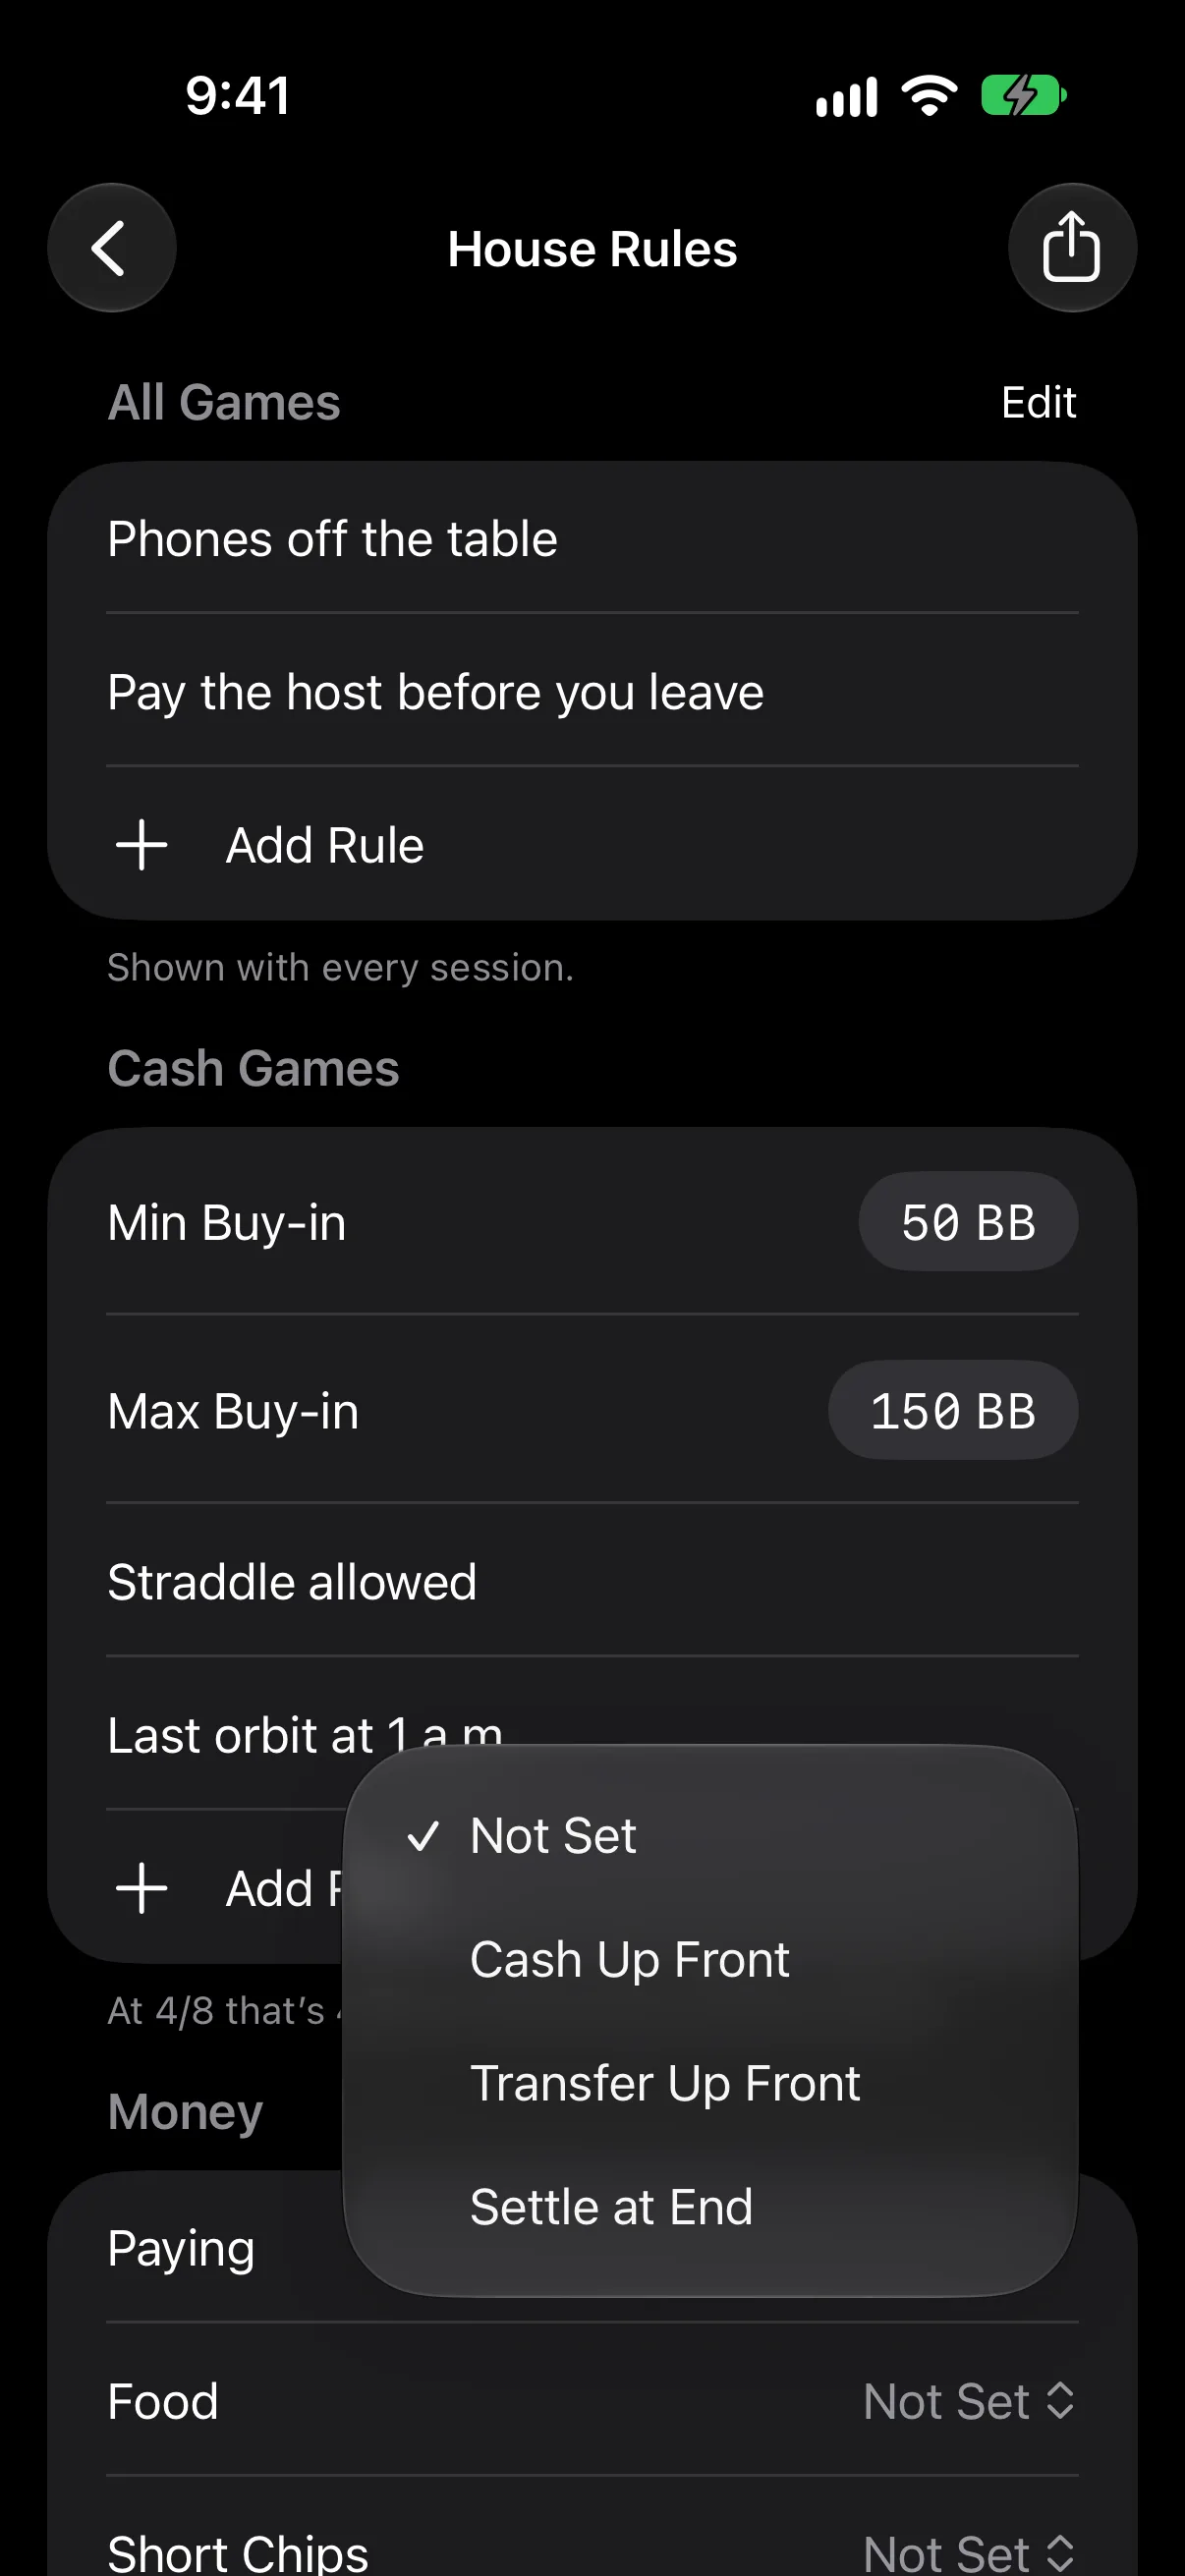 9:41
House Rules
All Games
Edit
Phones off the table
Pay the host before you leave
Add Rule
Shown with every session.
Cash Games
Min Buy-in
50 BB
Max Buy-in
150 BB
Straddle allowed
Last orbit at 1 a.m.
Add
At 4/8 that’s
Not Set
Cash Up Front
Transfer Up Front
Settle at End
Money
Paying
Food
Not Set
Short Chips
Not Set